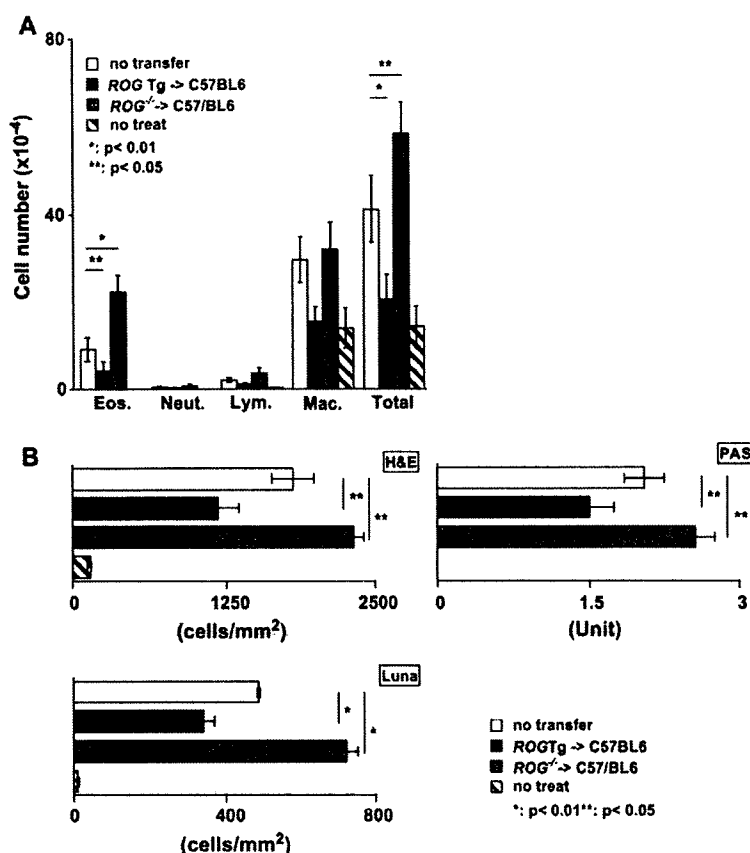 A
80
40
0
Cell number (x10⁻⁴)
no transfer
ROG Tg -> C57BL6
ROG⁻/⁻-> C57/BL6
no treat
*: p< 0.01
**: p< 0.05
**
*
*
**
Eos. Neut. Lym. Mac. Total
B
H&E
**
**
0 1250 2500
(cells/mm²)
PAS
**
**
0 1.5 3
(Unit)
Luna
*
*
0 400 800
(cells/mm²)
no transfer
ROGTg -> C57BL6
ROG⁻/⁻-> C57/BL6
no treat
*: p< 0.01**: p< 0.05